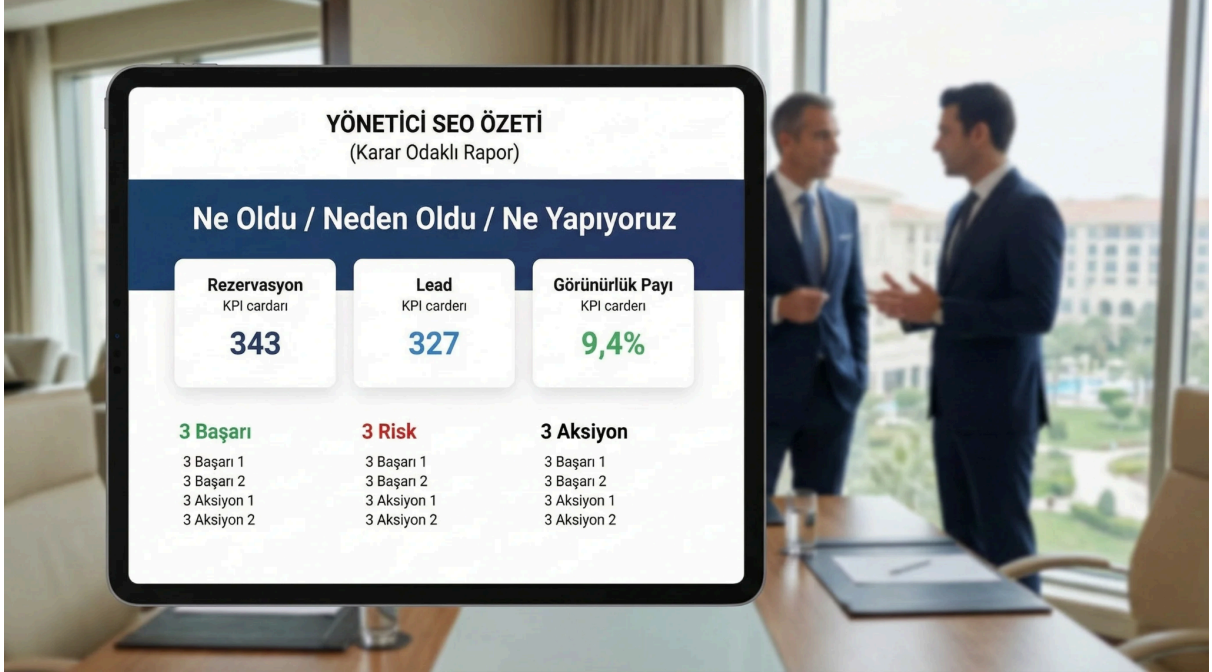 YÖNETİCİ SEO ÖZETİ
(Karar Odaklı Rapor)
Ne Oldu / Neden Oldu / Ne Yapıyoruz
Rezervasyon
KPI cardarı
343
Lead
KPI carderı
327
Görünürlük Payı
KPI carderı
9,4%
3 Başarı
3 Başarı 1
3 Başarı 2
3 Aksiyon 1
3 Aksiyon 2
3 Risk
3 Başarı 1
3 Başarı 2
3 Aksiyon 1
3 Aksiyon 2
3 Aksiyon
3 Başarı 1
3 Başarı 2
3 Aksiyon 1
3 Aksiyon 2